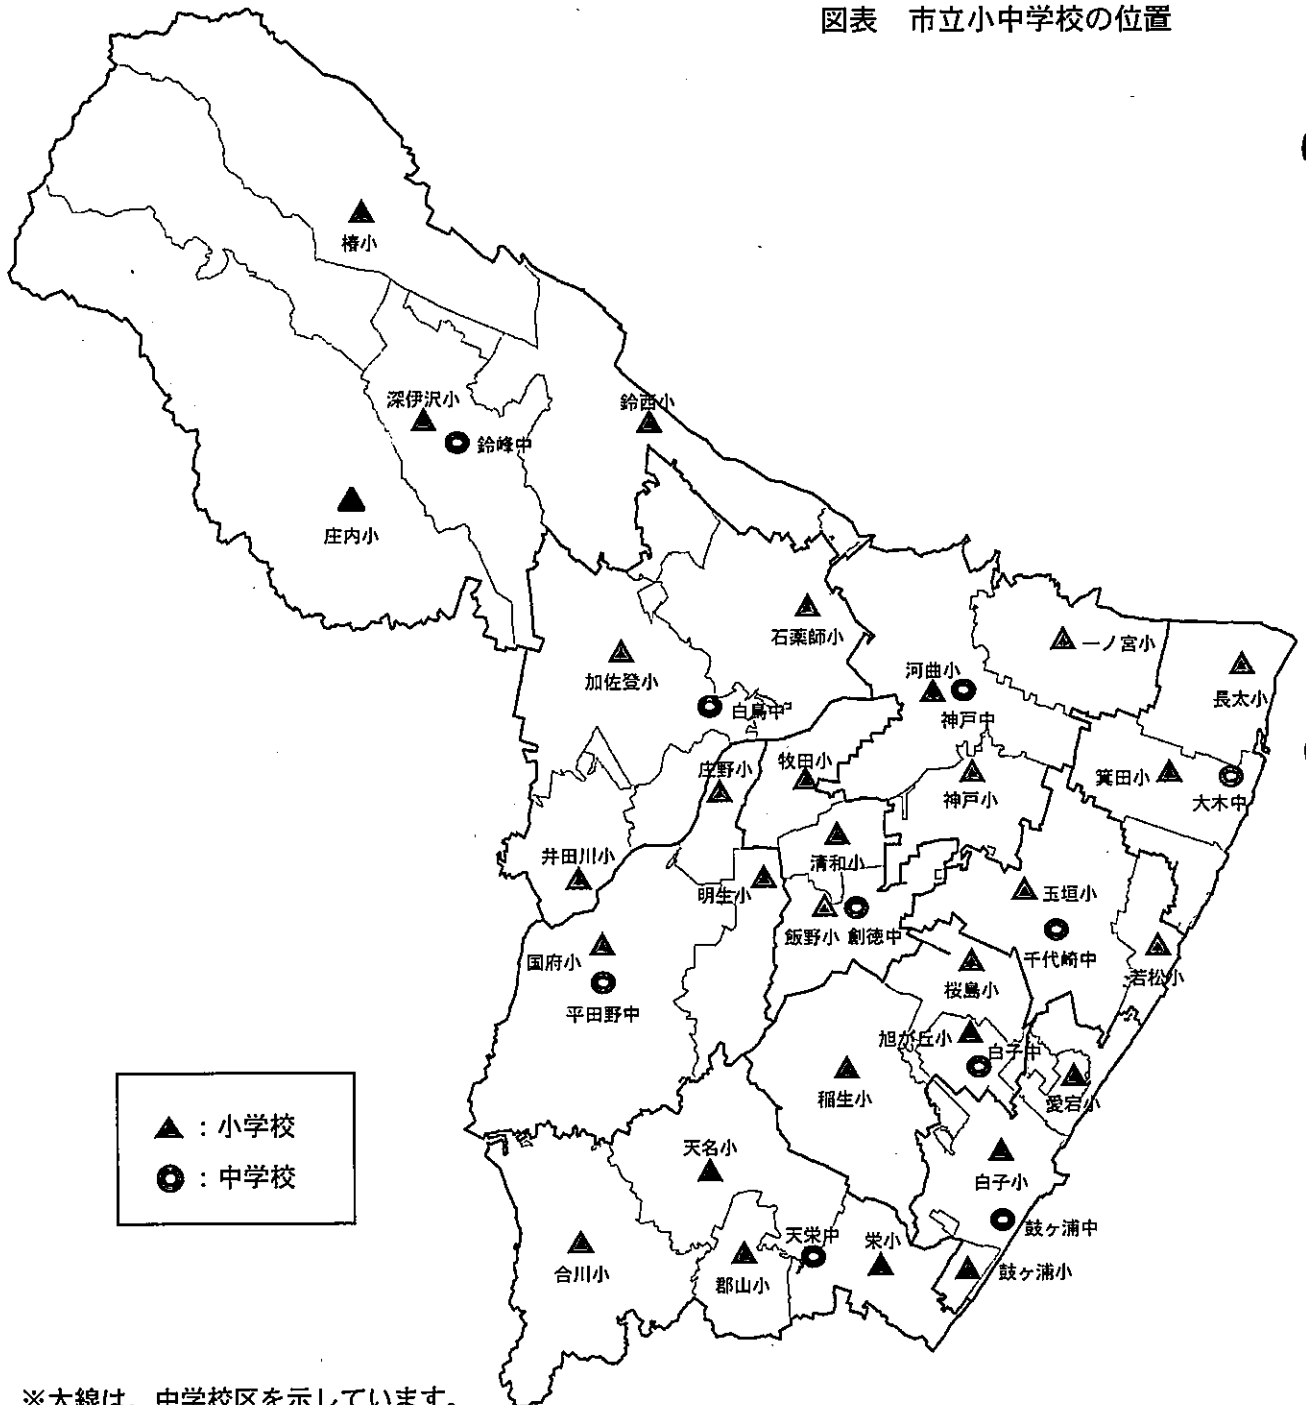 図表　市立小中学校の位置
椿小
深伊沢小
鈴西小
鈴峰中
庄内小
石薬師小
一ノ宮小
加佐登小
河曲小
長太小
白鳥中
神戸中
庄野小
牧田小
箕田小
神戸小
大木中
井田川小
清和小
明生小
玉垣小
飯野小
創徳中
国府小
千代崎中
若松小
桜島小
平田野中
旭が丘小
白子中
稲生小
愛宕小
▲：小学校
◎：中学校
天名小
白子小
天栄中
栄小
鼓ヶ浦中
合川小
郡山小
鼓ヶ浦小
※太線は、中学校区を示しています。